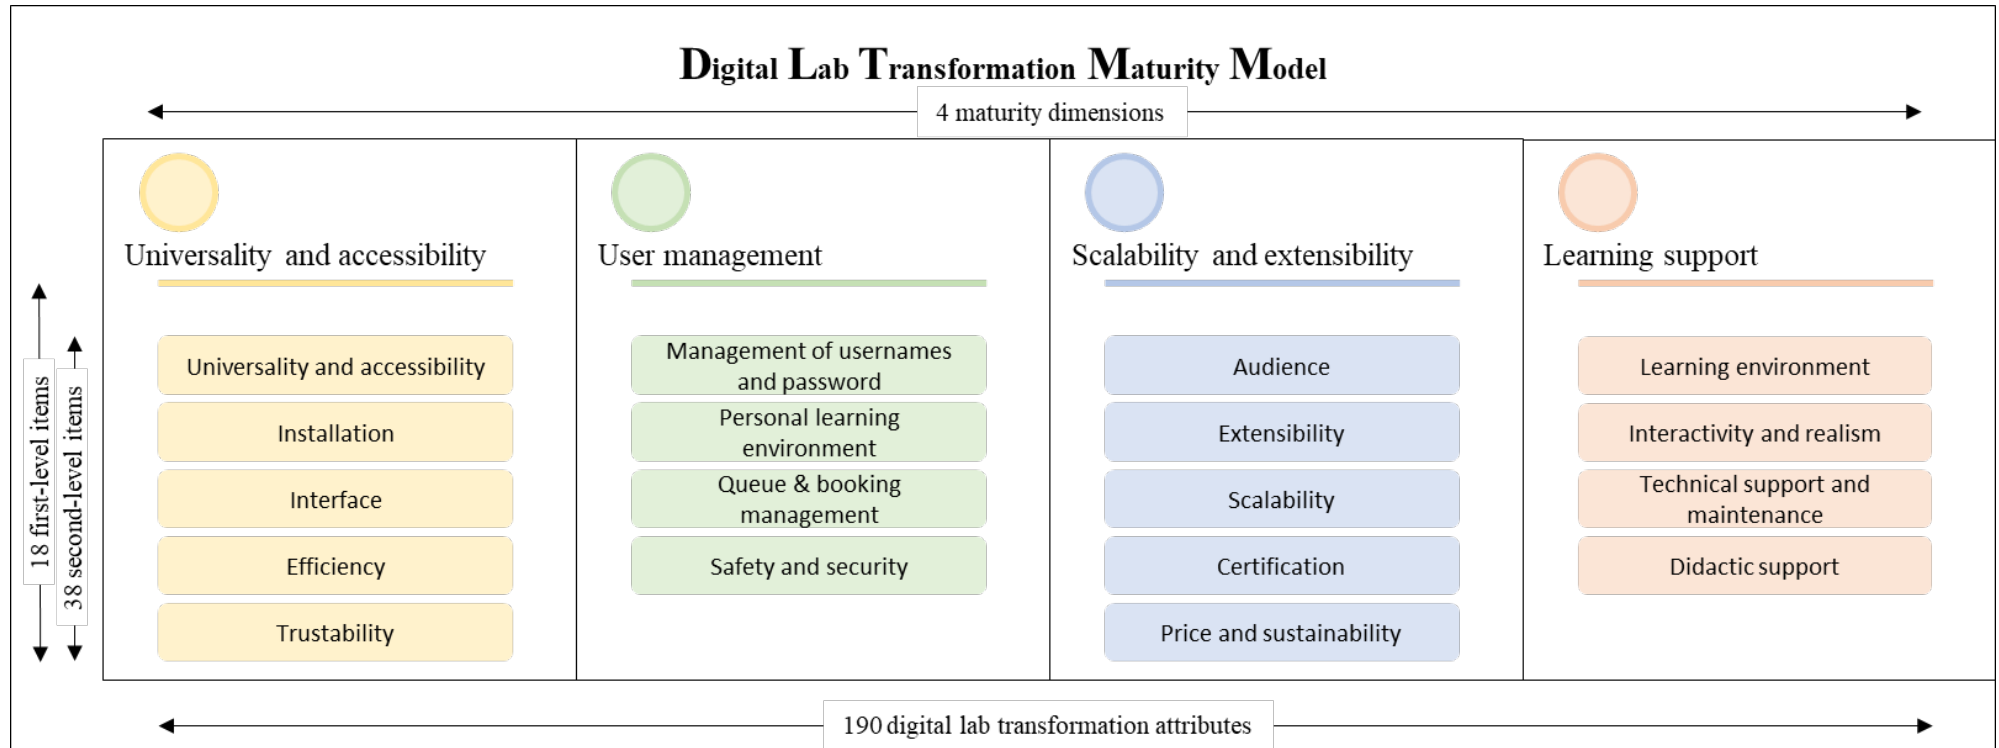 Digital Lab Transformation Maturity Model
4 maturity dimensions
Universality and accessibility
User management
Scalability and extensibility
Learning support
18 first-level items
38 second-level items
Universality and accessibility
Installation
Interface
Efficiency
Trustability
Management of usernames
and password
Personal learning
environment
Queue & booking
management
Safety and security
Audience
Extensibility
Scalability
Certification
Price and sustainability
Learning environment
Interactivity and realism
Technical support and
maintenance
Didactic support
190 digital lab transformation attributes